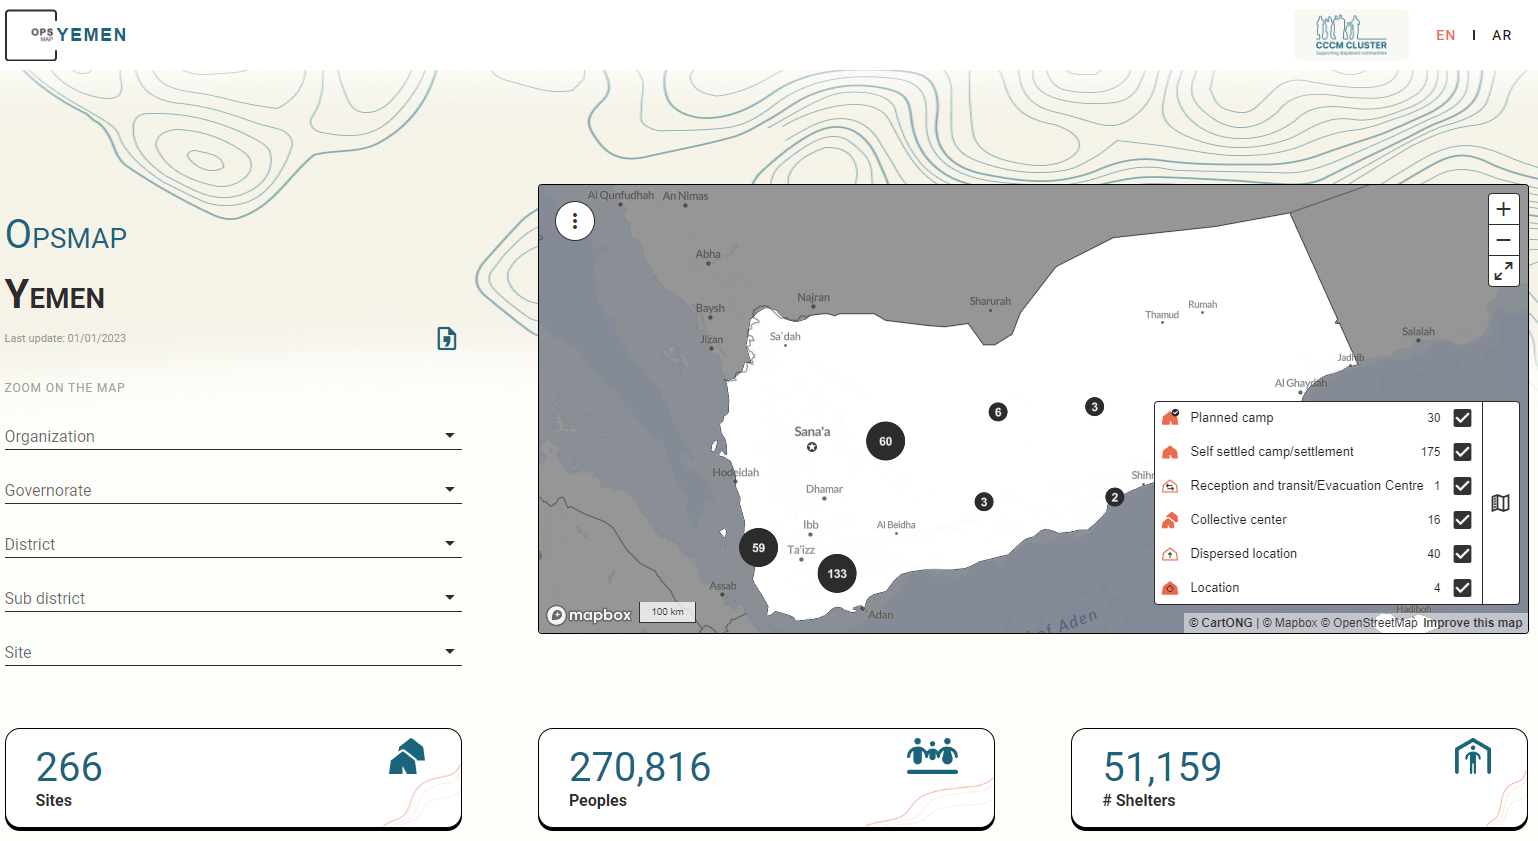 OPS
MAP
YEMEN
CCCM CLUSTER
Supporting displaced communities
EN | AR
OPSMAP
YEMEN
Last update: 01/01/2023
ZOOM ON THE MAP
Organization
Governorate
District
Sub district
Site
Al Qunfudhah
An Nimas
Abha
Baysh
Najran
Sharurah
Rumah
Thamud
Jizan
Sa`dah
Salalah
Jadhib
Al Ghaydah
6
3
Sana'a
60
Hodeidah
Shihr
Dhamar
3
2
Ibb
Al Beidha
59
Ta'izz
133
Assab
Adan
of Aden
Hadiboh
Planned camp 30
Self settled camp/settlement 175
Reception and transit/Evacuation Centre 1
Collective center 16
Dispersed location 40
Location 4
mapbox
100 km
© CartONG | © Mapbox © OpenStreetMap Improve this map
266
Sites
270,816
Peoples
51,159
# Shelters